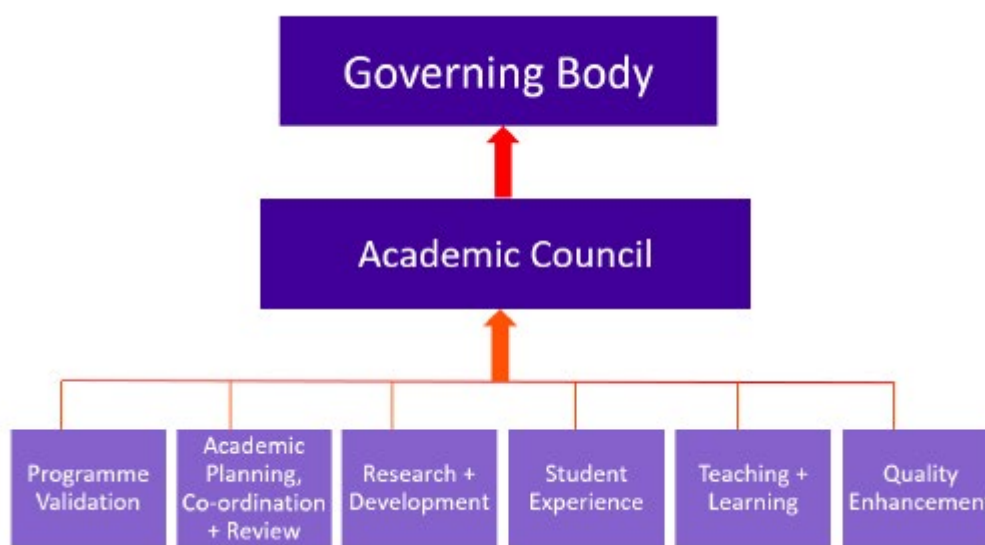 Governing Body
Academic Council
Programme
Validation
Academic
Planning,
Co-ordination
+ Review
Research +
Development
Student
Experience
Teaching +
Learning
Quality
Enhancemen